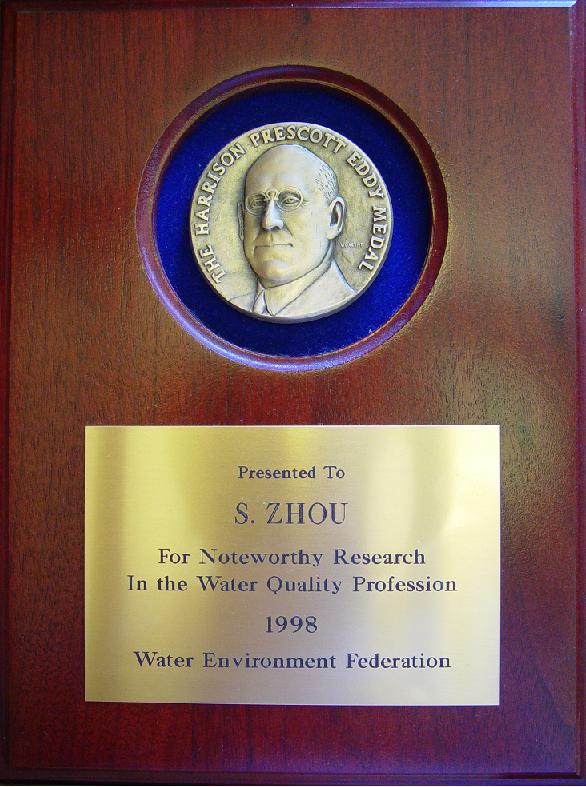 THE HARRISON PRESCOTT EDDY MEDAL
Presented To
S. ZHOU
For Noteworthy Research
In the Water Quality Profession
1998
Water Environment Federation